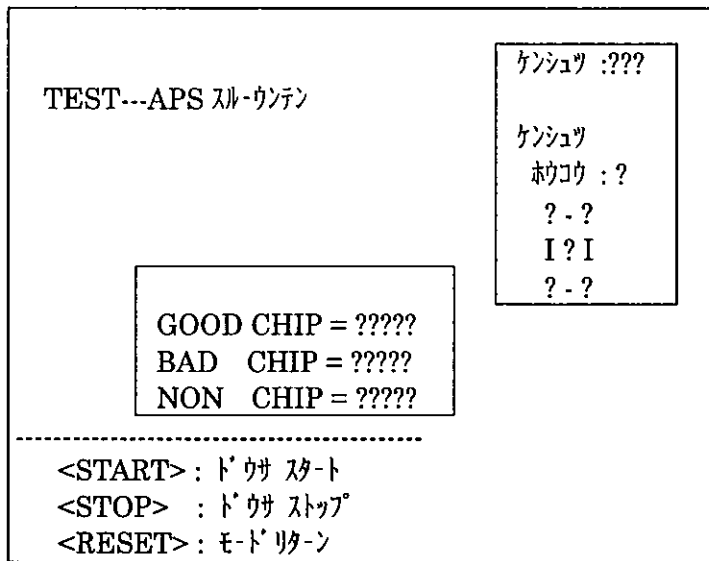 TEST---APS ｽﾙｰｳﾝﾃﾝ
ｹﾝｼｭﾂ :???
ｹﾝｼｭﾂ
ﾎｳｺｳ : ?
? - ?
I ? I
? - ?
GOOD CHIP = ?????
BAD CHIP = ?????
NON CHIP = ?????
<START> : ﾄﾞｳｻ ｽﾀｰﾄ
<STOP> : ﾄﾞｳｻ ｽﾄｯﾌﾟ
<RESET> : ﾓｰﾄﾞﾘﾀｰﾝ